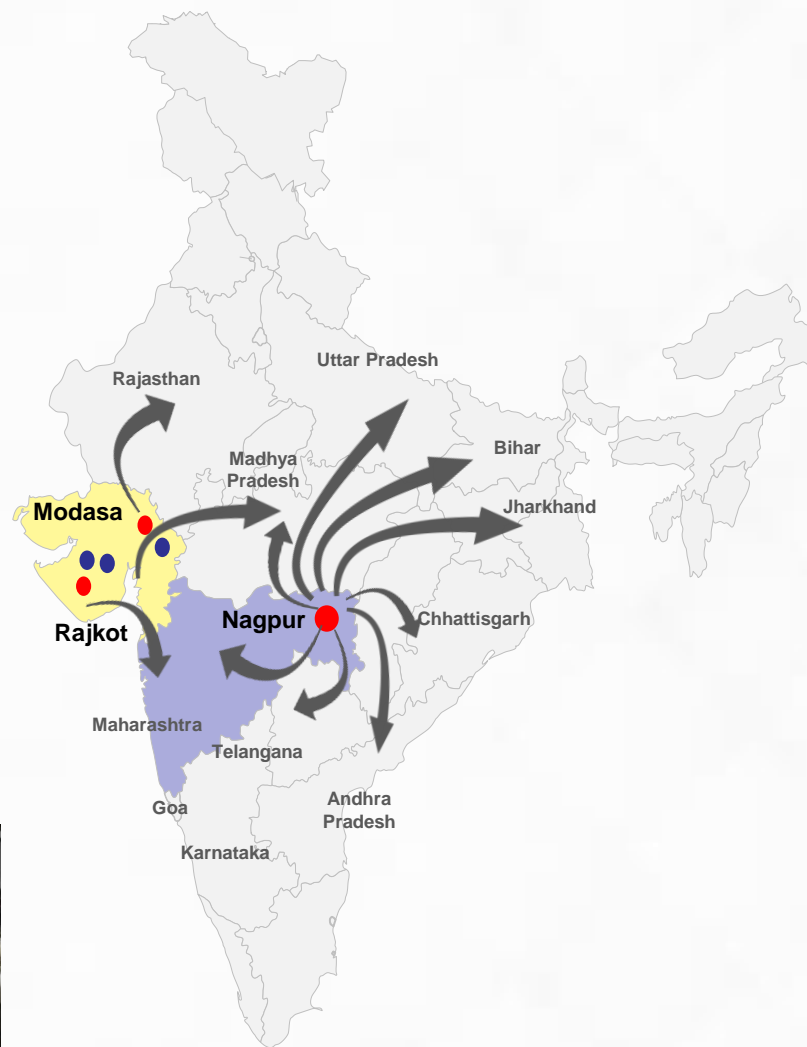 Uttar Pradesh
Rajasthan
Bihar
Madhya
Pradesh
Jharkhand
Modasa
Nagpur
Chhattisgarh
Rajkot
Maharashtra
Telangana
Goa
Andhra
Pradesh
Karnataka